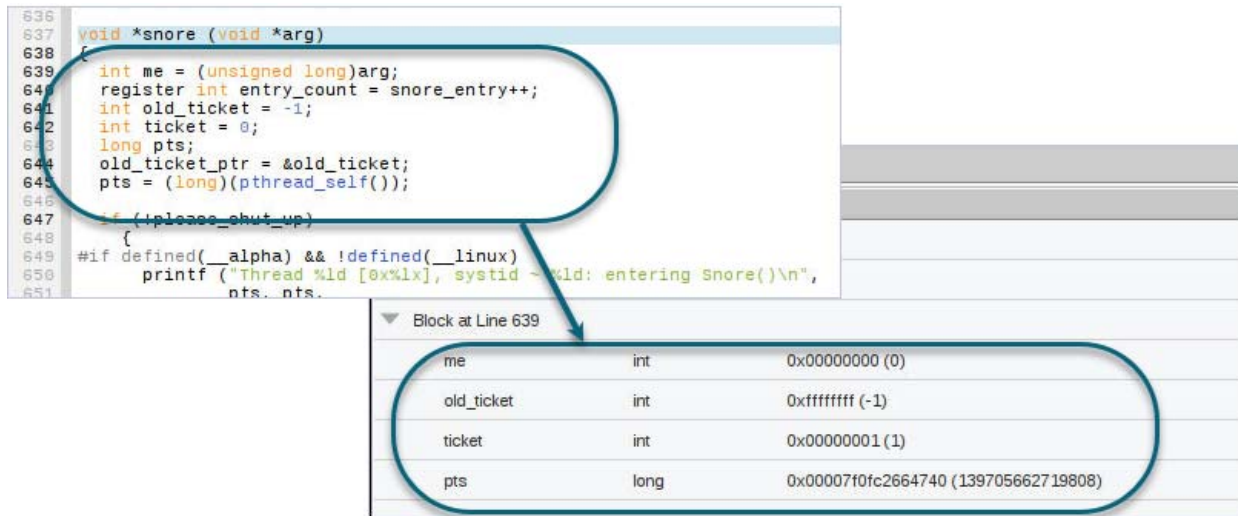 636
637 void *snore (void *arg)
638 {
639 int me = (unsigned long)arg;
640 register int entry_count = snore_entry++;
641 int old_ticket = -1;
642 int ticket = 0;
643 long pts;
644 old_ticket_ptr = &old_ticket;
645 pts = (long)(pthread_self());
646
647 if (!please_shut_up)
648 {
649 #if defined(__alpha) && !defined(__linux)
650 printf ("Thread %ld [0x%lx], systid ~ %ld: entering Snore()\n",
651 pts, pts,
Block at Line 639
me int 0x00000000 (0)
old_ticket int 0xffffffff (-1)
ticket int 0x00000001 (1)
pts long 0x00007f0fc2664740 (139705662719808)